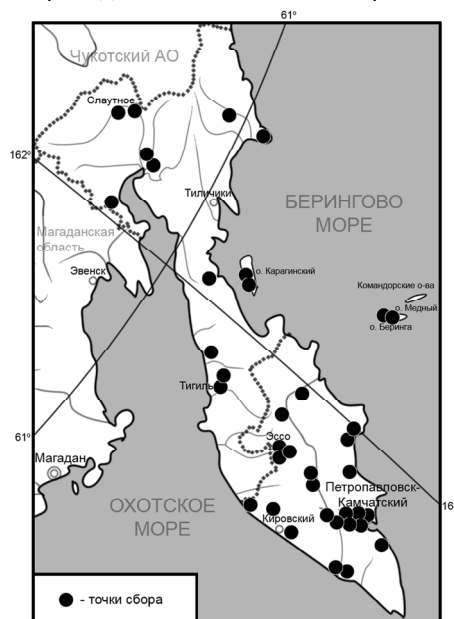 61°
Чукотский АО
Слаутное
162°
Тиличики
БЕРИНГОВО
МОРЕ
Магаданская
область
Эвенск
о. Карагинский
Командорские о-ва
о. Медный
о. Беринга
Тигиль
61°
Эссо
Магадан
Петропавловск-
Камчатский
16
ОХОТСКОЕ
МОРЕ
Кировский
- точки сбора